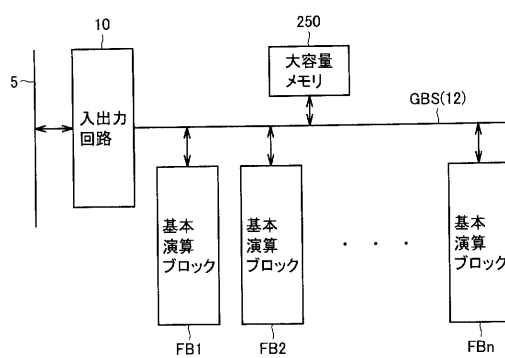 10
250
5
大容量
メモリ
GBS(12)
入出力
回路
基本
演算
ブロック
基本
演算
ブロック
・ ・ ・
基本
演算
ブロック
FB1
FB2
FBn